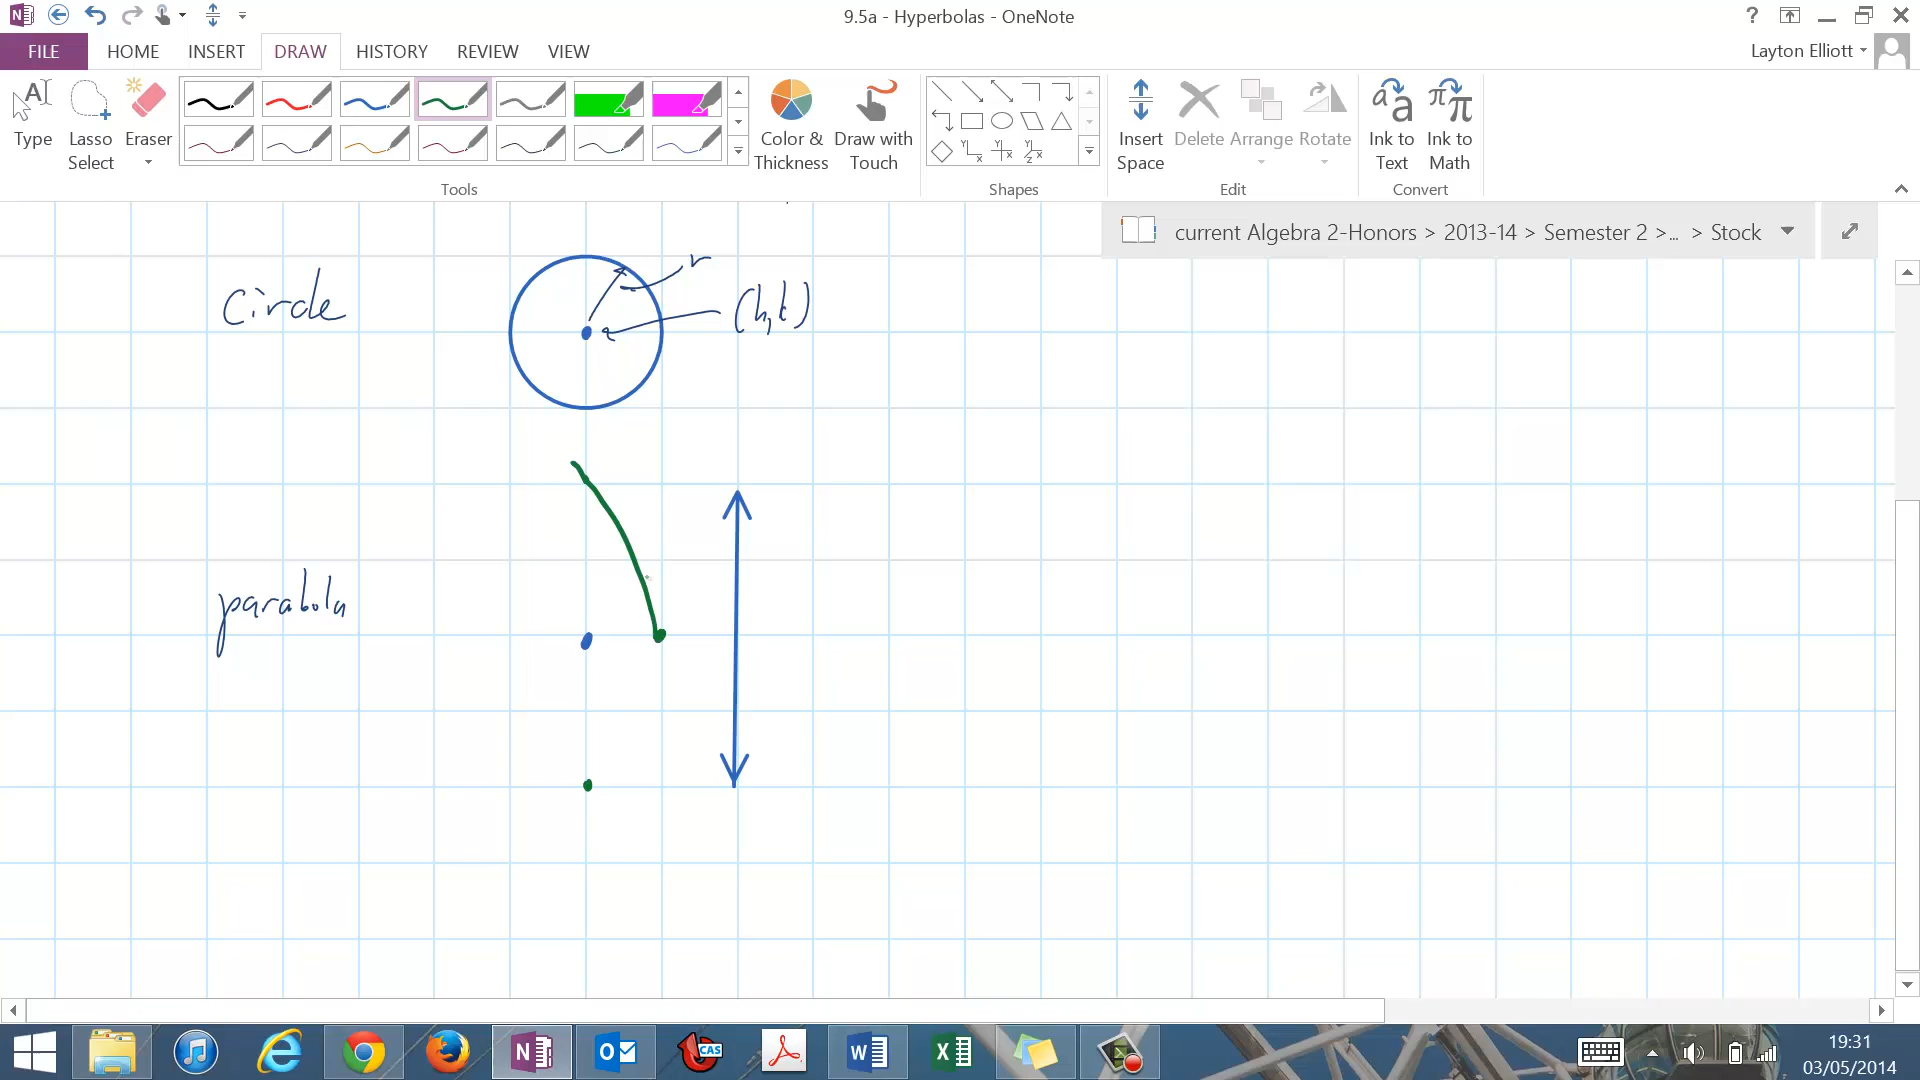 9.5a - Hyperbolas - OneNote
?
FILE HOME INSERT DRAW HISTORY REVIEW VIEW
Layton Elliott
Type
Lasso Select
Eraser
Color & Thickness
Draw with Touch
Insert Space
Delete
Arrange
Rotate
Ink to Text
Ink to Math
Tools
Shapes
Edit
Convert
current Algebra 2-Honors > 2013-14 > Semester 2 >... > Stock
Circle
r
(h,k)
parabola
19:31
03/05/2014